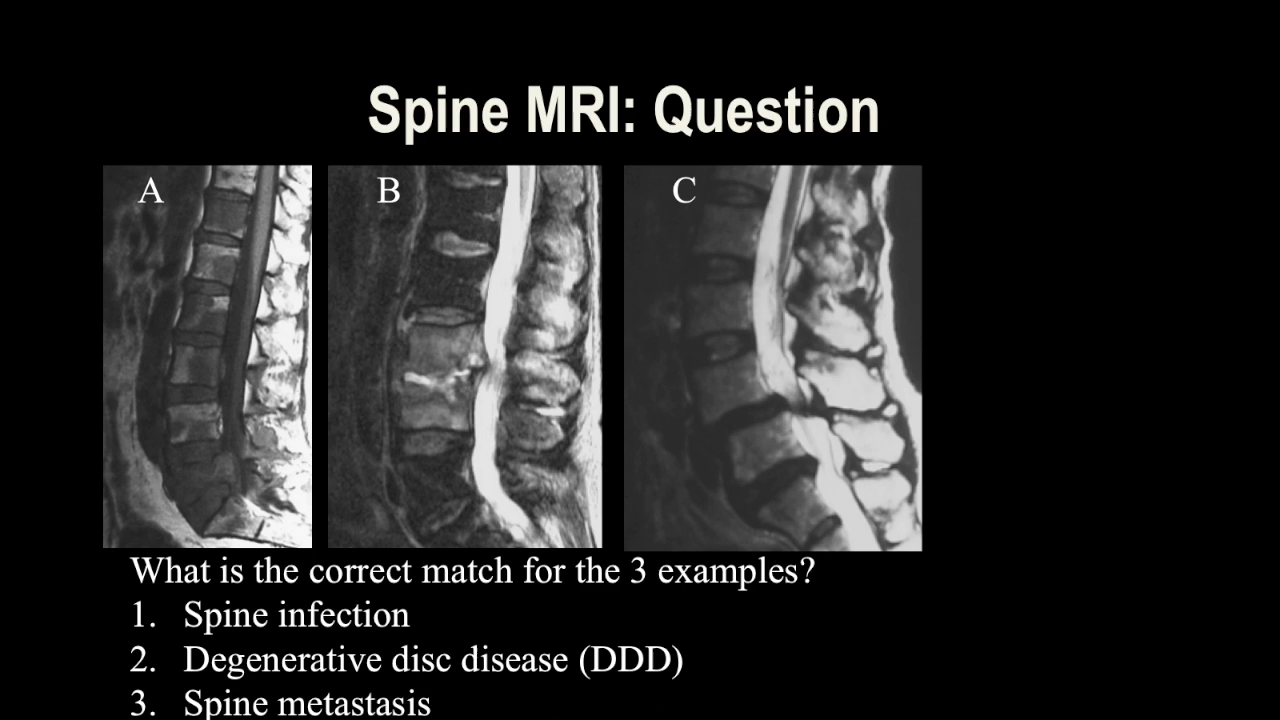 Spine MRI: Question
A B C
What is the correct match for the 3 examples?
1. Spine infection
2. Degenerative disc disease (DDD)
3. Spine metastasis